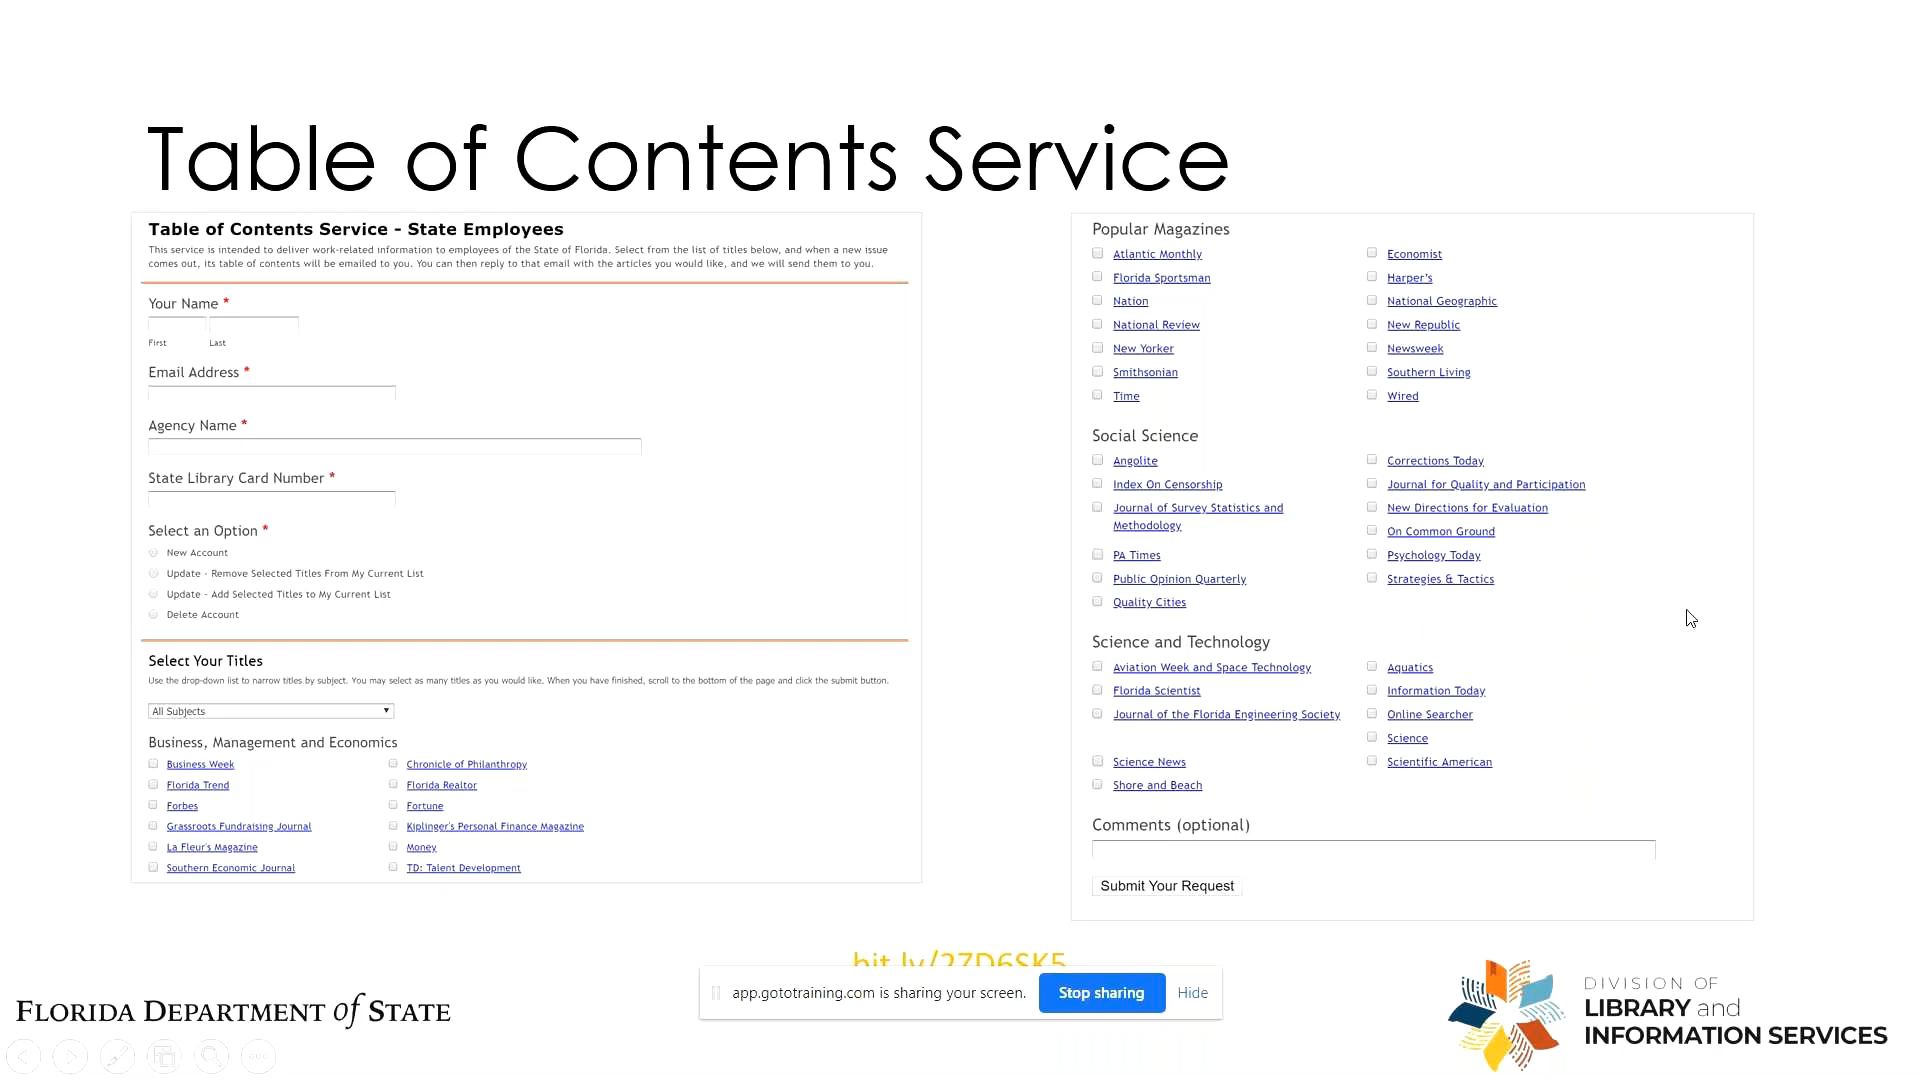 Table of Contents Service
Table of Contents Service - State Employees
This service is intended to deliver work-related information to employees of the State of Florida. Select from the list of titles below, and when a new issue
comes out, its table of contents will be emailed to you. You can then reply to that email with the articles you would like, and we will send them to you.
Your Name *
First Last
Email Address *
Agency Name *
State Library Card Number *
Select an Option *
New Account
Update - Remove Selected Titles From My Current List
Update - Add Selected Titles to My Current List
Delete Account
Select Your Titles
Use the drop-down list to narrow titles by subject. You may select as many titles as you would like. When you have finished, scroll to the bottom of the page and click the submit button.
All Subjects
Business, Management and Economics
Business Week Chronicle of Philanthropy
Florida Trend Florida Realtor
Forbes Fortune
Grassroots Fundraising Journal Kiplinger's Personal Finance Magazine
La Fleur's Magazine Money
Southern Economic Journal TD: Talent Development
Popular Magazines
Atlantic Monthly Economist
Florida Sportsman Harper's
Nation National Geographic
National Review New Republic
New Yorker Newsweek
Smithsonian Southern Living
Time Wired
Social Science
Angolite Corrections Today
Index On Censorship Journal for Quality and Participation
Journal of Survey Statistics and New Directions for Evaluation
Methodology On Common Ground
PA Times Psychology Today
Public Opinion Quarterly Strategies & Tactics
Quality Cities
Science and Technology
Aviation Week and Space Technology Aquatics
Florida Scientist Information Today
Journal of the Florida Engineering Society Online Searcher
Science
Science News Scientific American
Shore and Beach
Comments (optional)
Submit Your Request
bit.ly/2ZD6SK5
app.gototraining.com is sharing your screen. Stop sharing Hide
FLORIDA DEPARTMENT of STATE
DIVISION OF
LIBRARY and
INFORMATION SERVICES